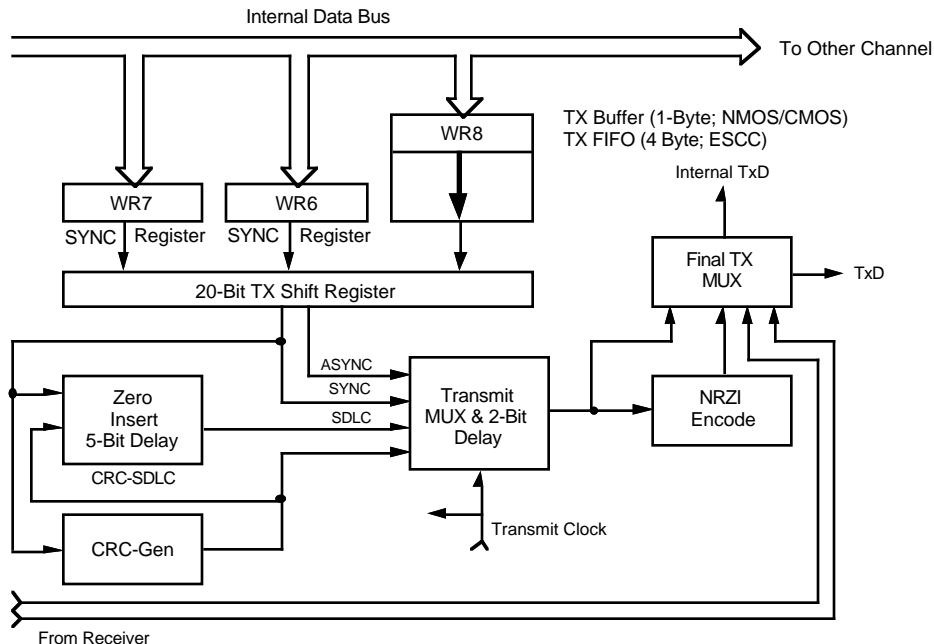 Internal Data Bus
To Other Channel
TX Buffer (1-Byte; NMOS/CMOS)
TX FIFO (4 Byte; ESCC)
WR8
Internal TxD
WR7
WR6
SYNC Register
SYNC Register
Final TX
MUX
TxD
20-Bit TX Shift Register
ASYNC
SYNC
SDLC
Zero
Insert
5-Bit Delay
Transmit
MUX & 2-Bit
Delay
NRZI
Encode
CRC-SDLC
CRC-Gen
Transmit Clock
From Receiver